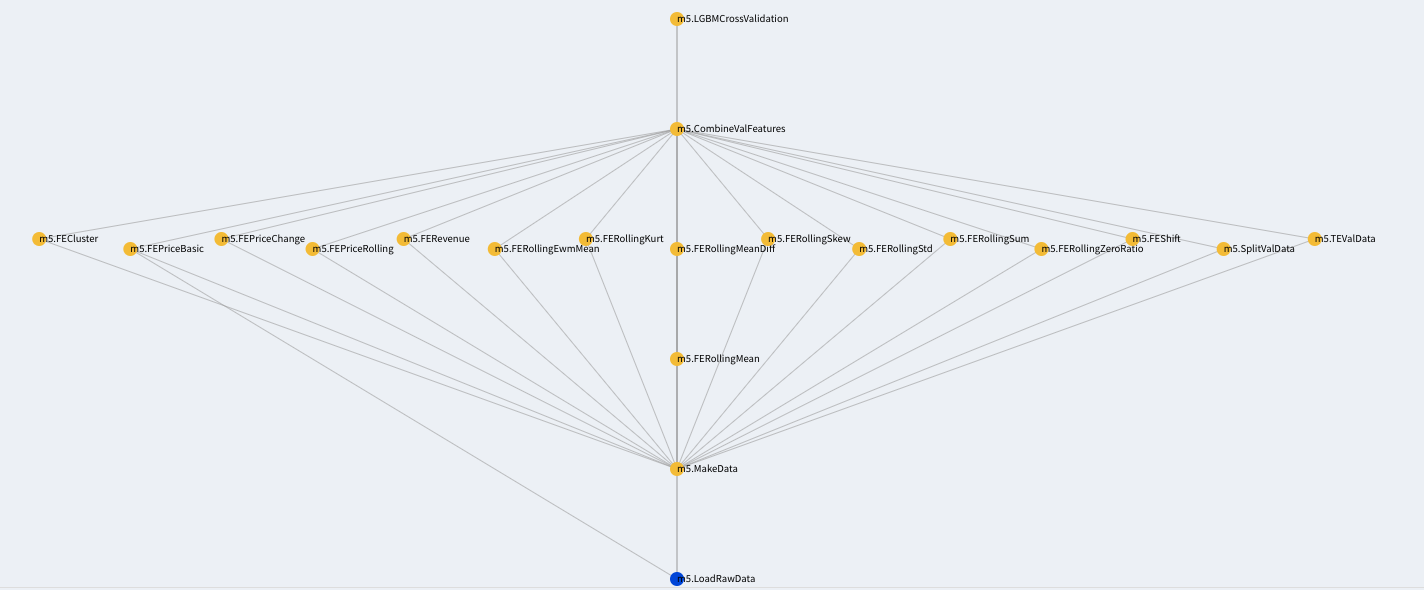 m5.LGBMCrossValidation
m5.CombineValFeatures
m5.FECluster
m5.FEPriceBasic
m5.FEPriceChange
m5.FEPriceRolling
m5.FERevenue
m5.FERollingEwmMean
m5.FERollingKurt
m5.FERollingMeanDiff
m5.FERollingSkew
m5.FERollingStd
m5.FERollingSum
m5.FERollingZeroRatio
m5.FEShift
m5.SplitValData
m5.TEValData
m5.FERollingMean
m5.MakeData
m5.LoadRawData